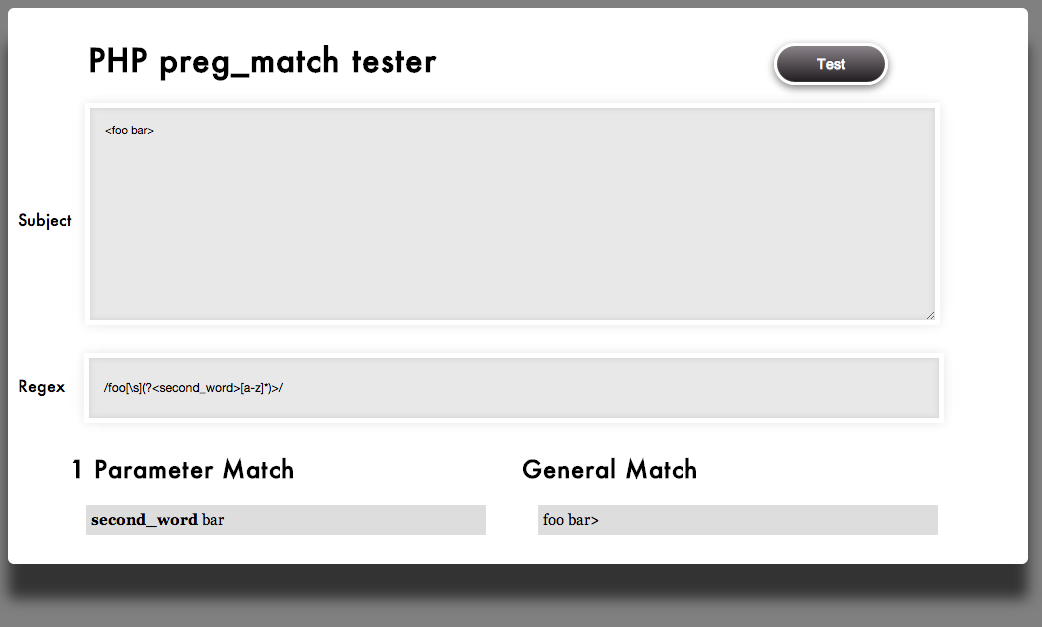 PHP preg_match tester
Test
<foo bar>
Subject
Regex
/foo[\s](?<second_word>[a-z]*)>/
1 Parameter Match
General Match
second_word bar
foo bar>